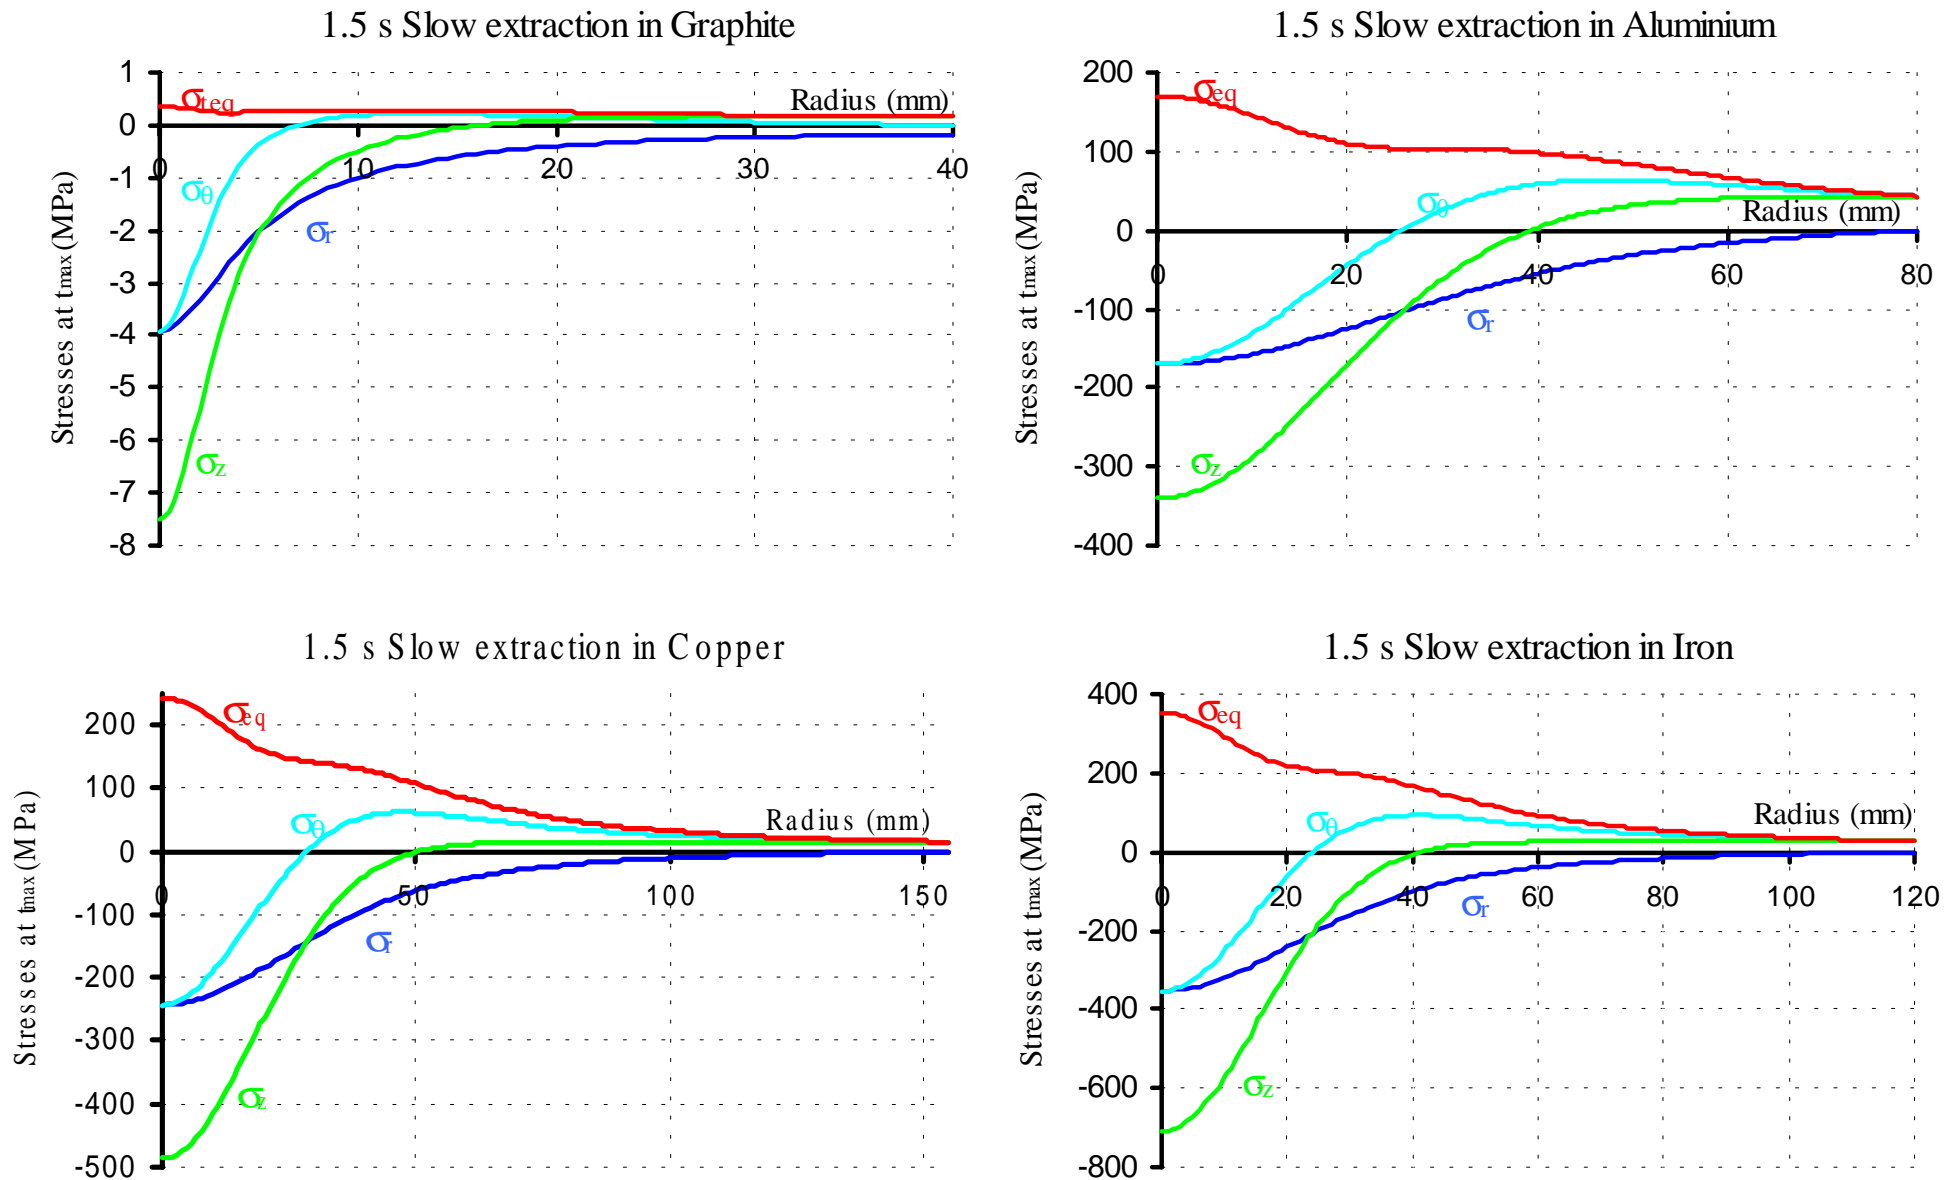 1.5 s Slow extraction in Graphite
1
0
-1
-2
-3
-4
-5
-6
-7
-8
0
10
20
30
40
Radius (mm)
Stresses at tmax (MPa)
σteq
σθ
σr
σz
1.5 s Slow extraction in Aluminium
200
100
0
-100
-200
-300
-400
0
20
40
60
80
Radius (mm)
Stresses at tmax (MPa)
σeq
σθ
σr
σz
1.5 s Slow extraction in Copper
200
100
0
-100
-200
-300
-400
-500
0
50
100
150
Radius (mm)
Stresses at tmax (MPa)
σeq
σθ
σr
σz
1.5 s Slow extraction in Iron
400
200
0
-200
-400
-600
-800
0
20
40
60
80
100
120
Radius (mm)
Stresses at tmax (MPa)
σeq
σθ
σr
σz